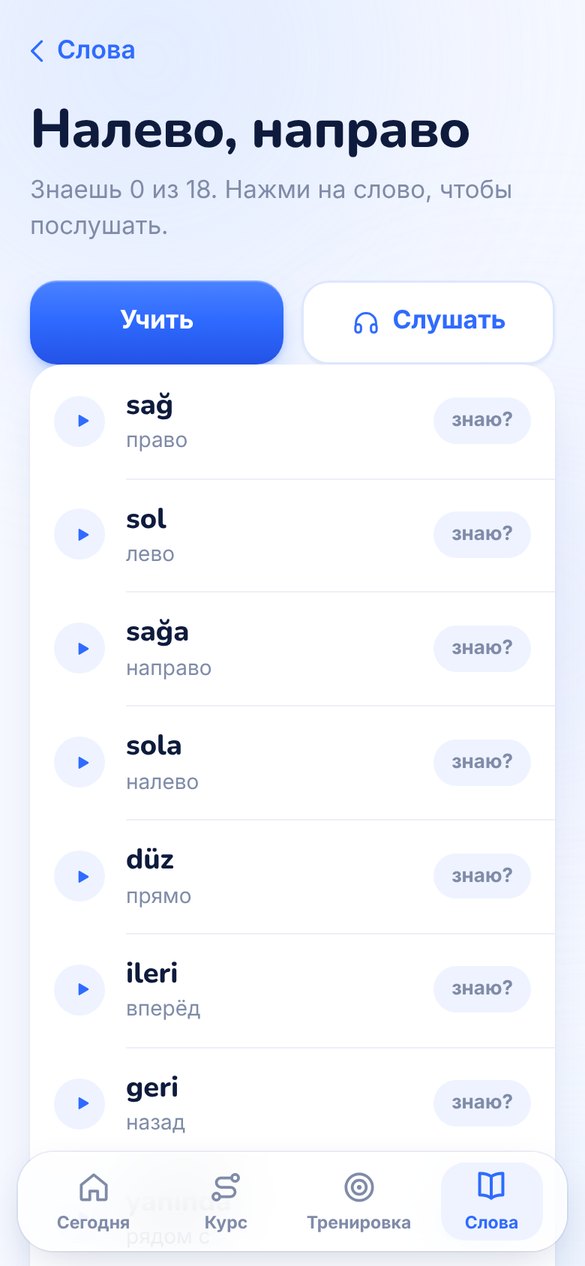 Слова
Налево, направо
Знаешь 0 из 18. Нажми на слово, чтобы
послушать.
Учить
Слушать
sağ
право
знаю?
sol
лево
знаю?
sağa
направо
знаю?
sola
налево
знаю?
düz
прямо
знаю?
ileri
вперёд
знаю?
geri
назад
знаю?
yanında
рядом с
Сегодня
Курс
Тренировка
Слова